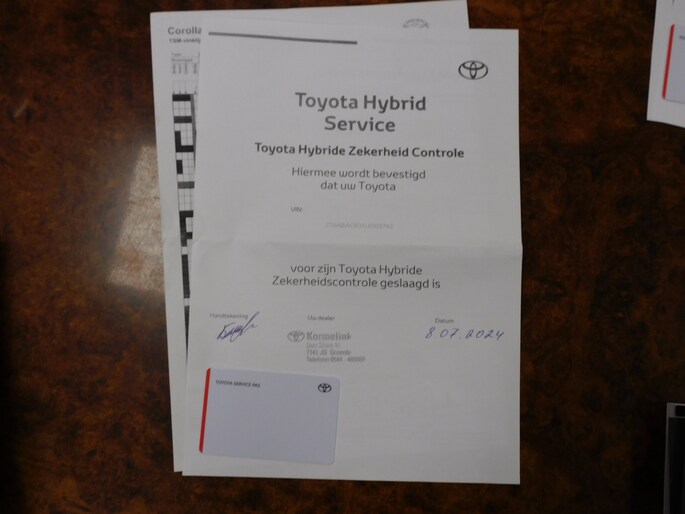 Corolla
Toyota Hybrid
Service
Toyota Hybride Zekerheid Controle
Hiermee wordt bevestigd
dat uw Toyota
voor zijn Toyota Hybride
Zekerheidscontrole geslaagd is
Handtekening
Uw dealer
Datum
Kormelink
8.07.2024
TOYOTA SERVICE PAS